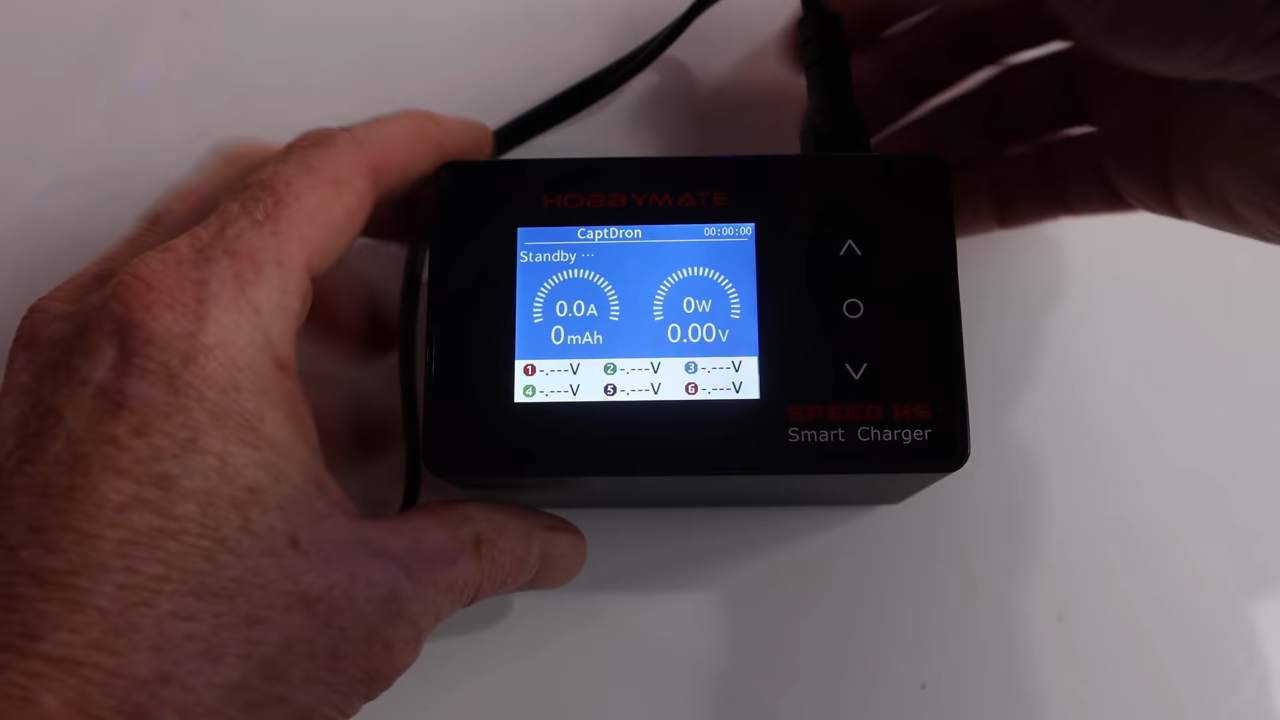 HOBBYMATE
CaptDron 00:00:00
Standby ···
0.0A 0W
0mAh 0.00V
1 -.---V 2 -.---V 3 -.---V
4 -.---V 5 -.---V 6 -.---V
SPEED H6
Smart Charger